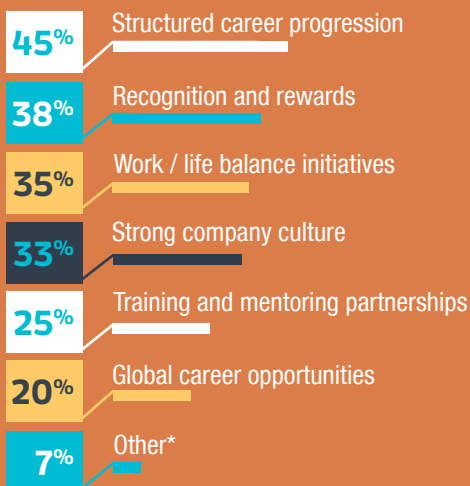 45% Structured career progression
38% Recognition and rewards
35% Work / life balance initiatives
33% Strong company culture
25% Training and mentoring partnerships
20% Global career opportunities
7% Other*